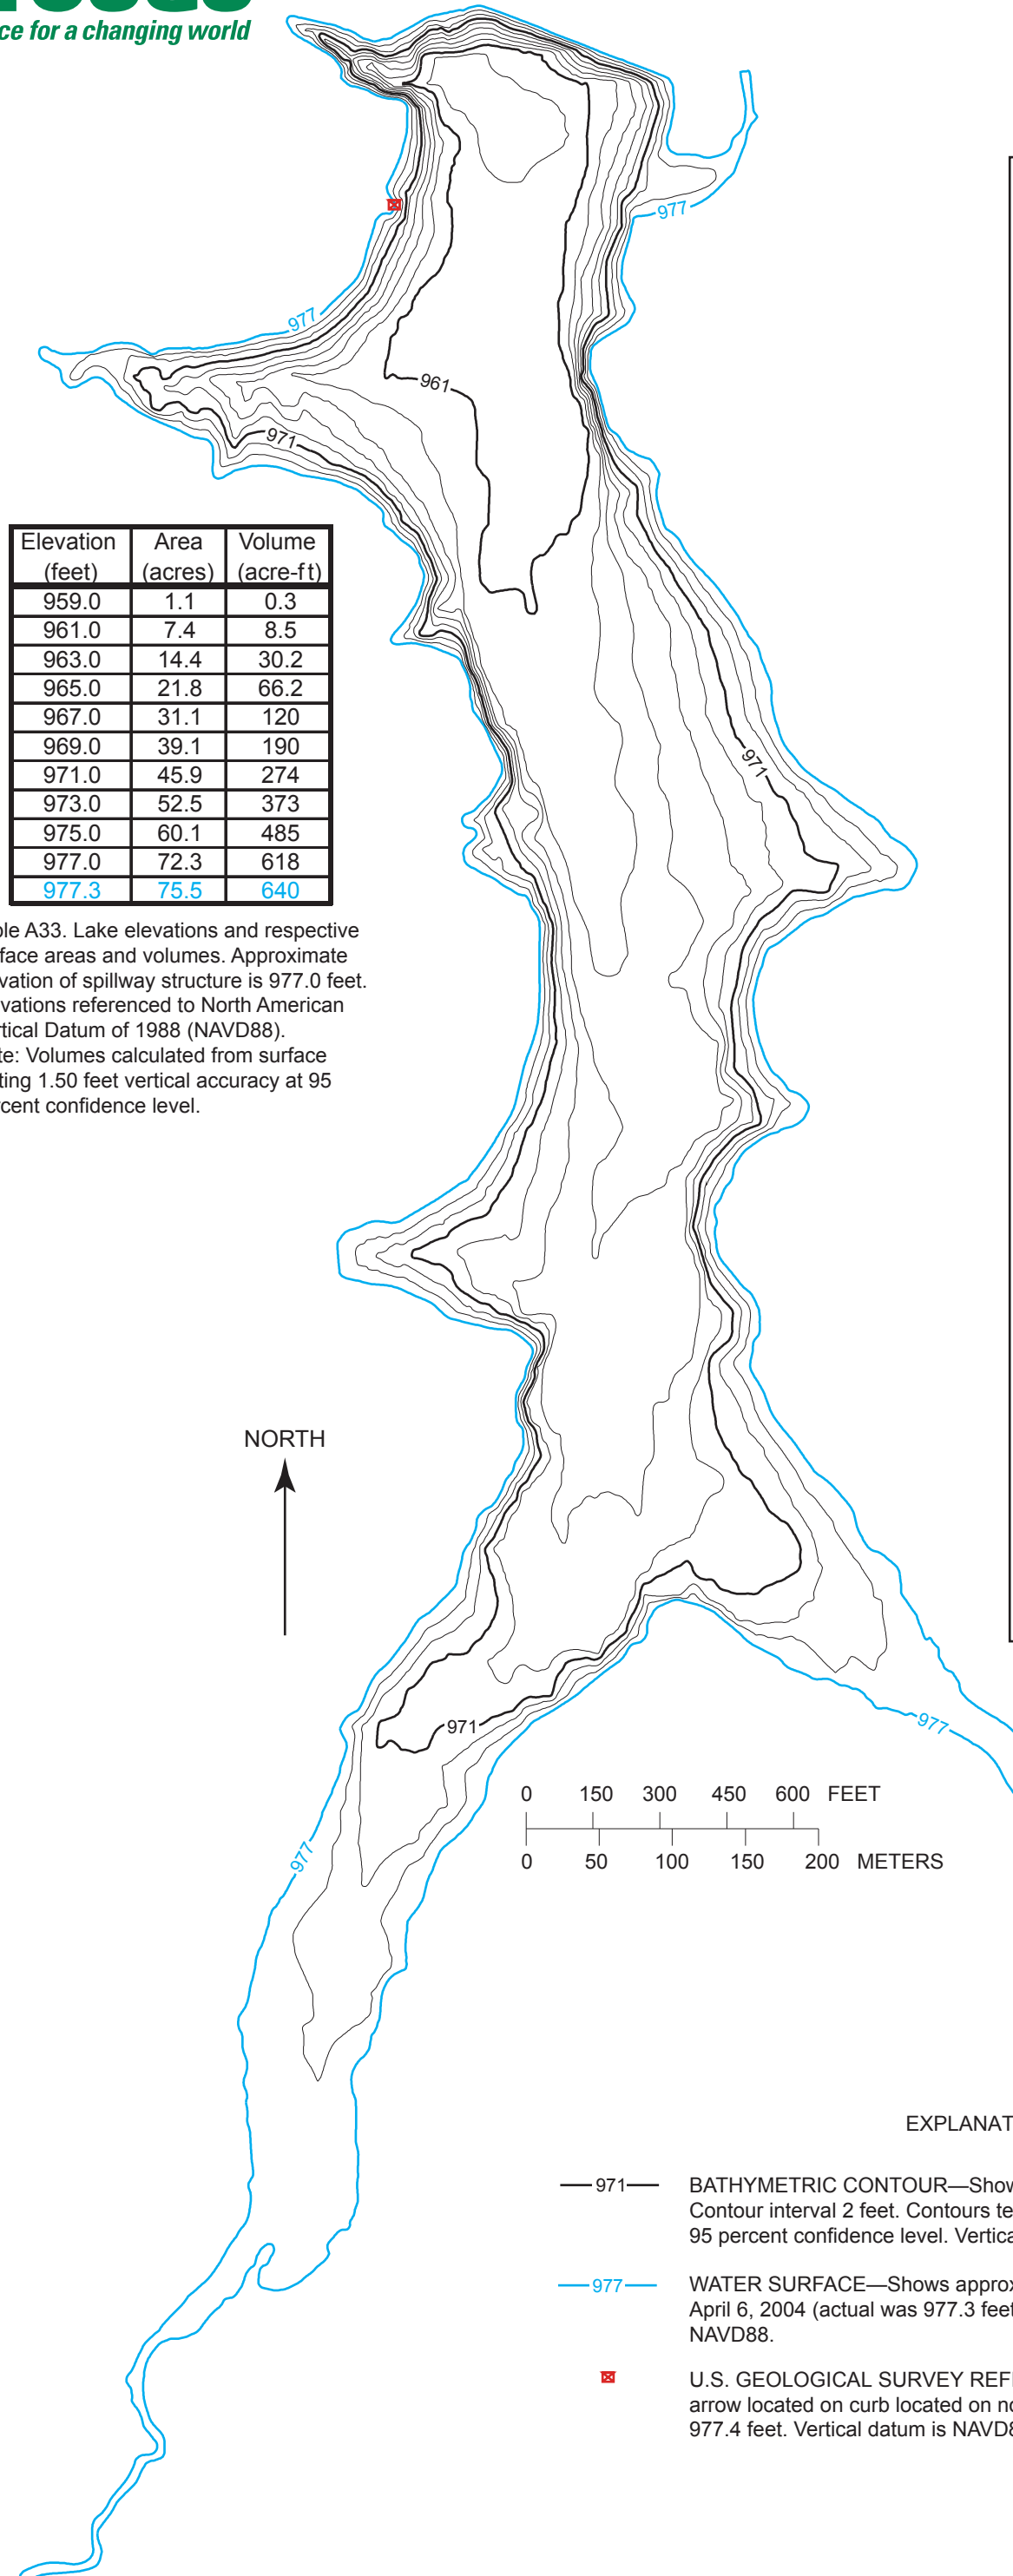 ce for a changing world
977
977
961
971
Elevation (feet) Area (acres) Volume (acre-ft)
959.0 1.1 0.3
961.0 7.4 8.5
963.0 14.4 30.2
965.0 21.8 66.2
967.0 31.1 120
969.0 39.1 190
971.0 45.9 274
973.0 52.5 373
975.0 60.1 485
977.0 72.3 618
977.3 75.5 640
971
ble A33. Lake elevations and respective
face areas and volumes. Approximate
vation of spillway structure is 977.0 feet.
vations referenced to North American
rtical Datum of 1988 (NAVD88).
te: Volumes calculated from surface
ting 1.50 feet vertical accuracy at 95
rcent confidence level.
NORTH
971
977
0 150 300 450 600 FEET
0 50 100 150 200 METERS
977
EXPLANAT
971 BATHYMETRIC CONTOUR—Show
Contour interval 2 feet. Contours te
95 percent confidence level. Vertica
977 WATER SURFACE—Shows approx
April 6, 2004 (actual was 977.3 feet
NAVD88.
U.S. GEOLOGICAL SURVEY REF
arrow located on curb located on no
977.4 feet. Vertical datum is NAVD8